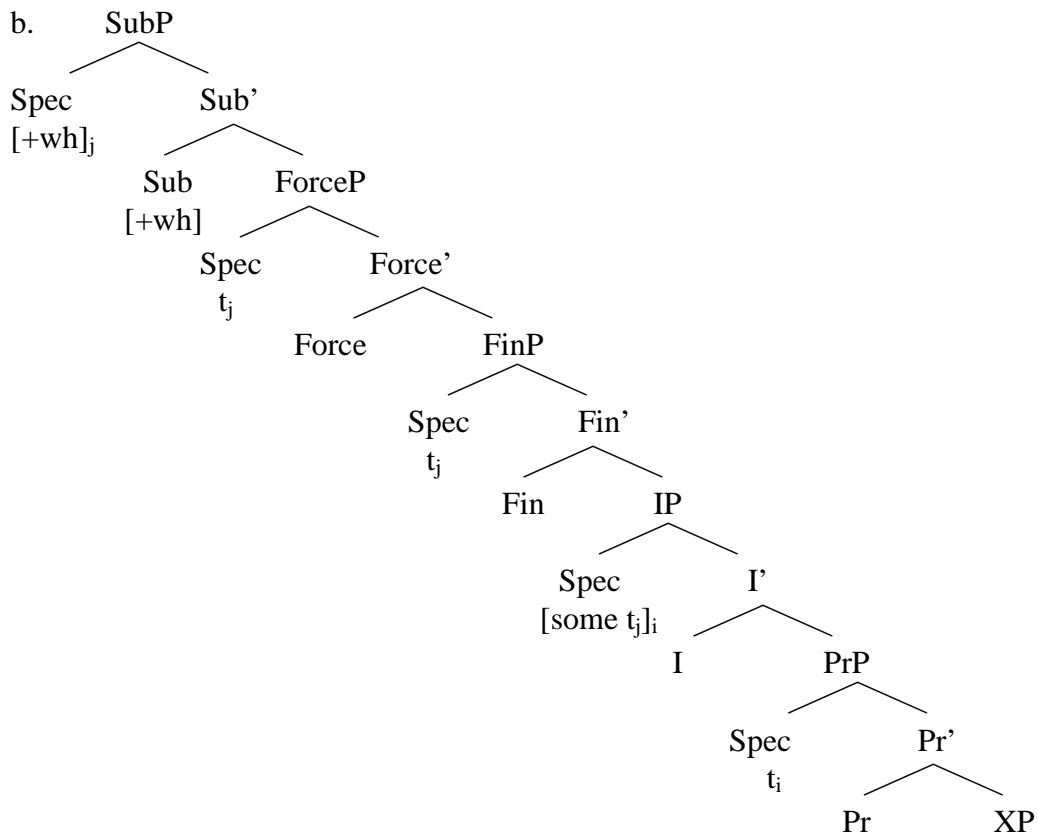 b. SubP
Spec Sub’
[+wh]j
Sub ForceP
[+wh]
Spec Force’
tj
Force FinP
Spec Fin’
tj
Fin IP
Spec I’
[some tj]i
I PrP
Spec Pr’
ti
Pr XP